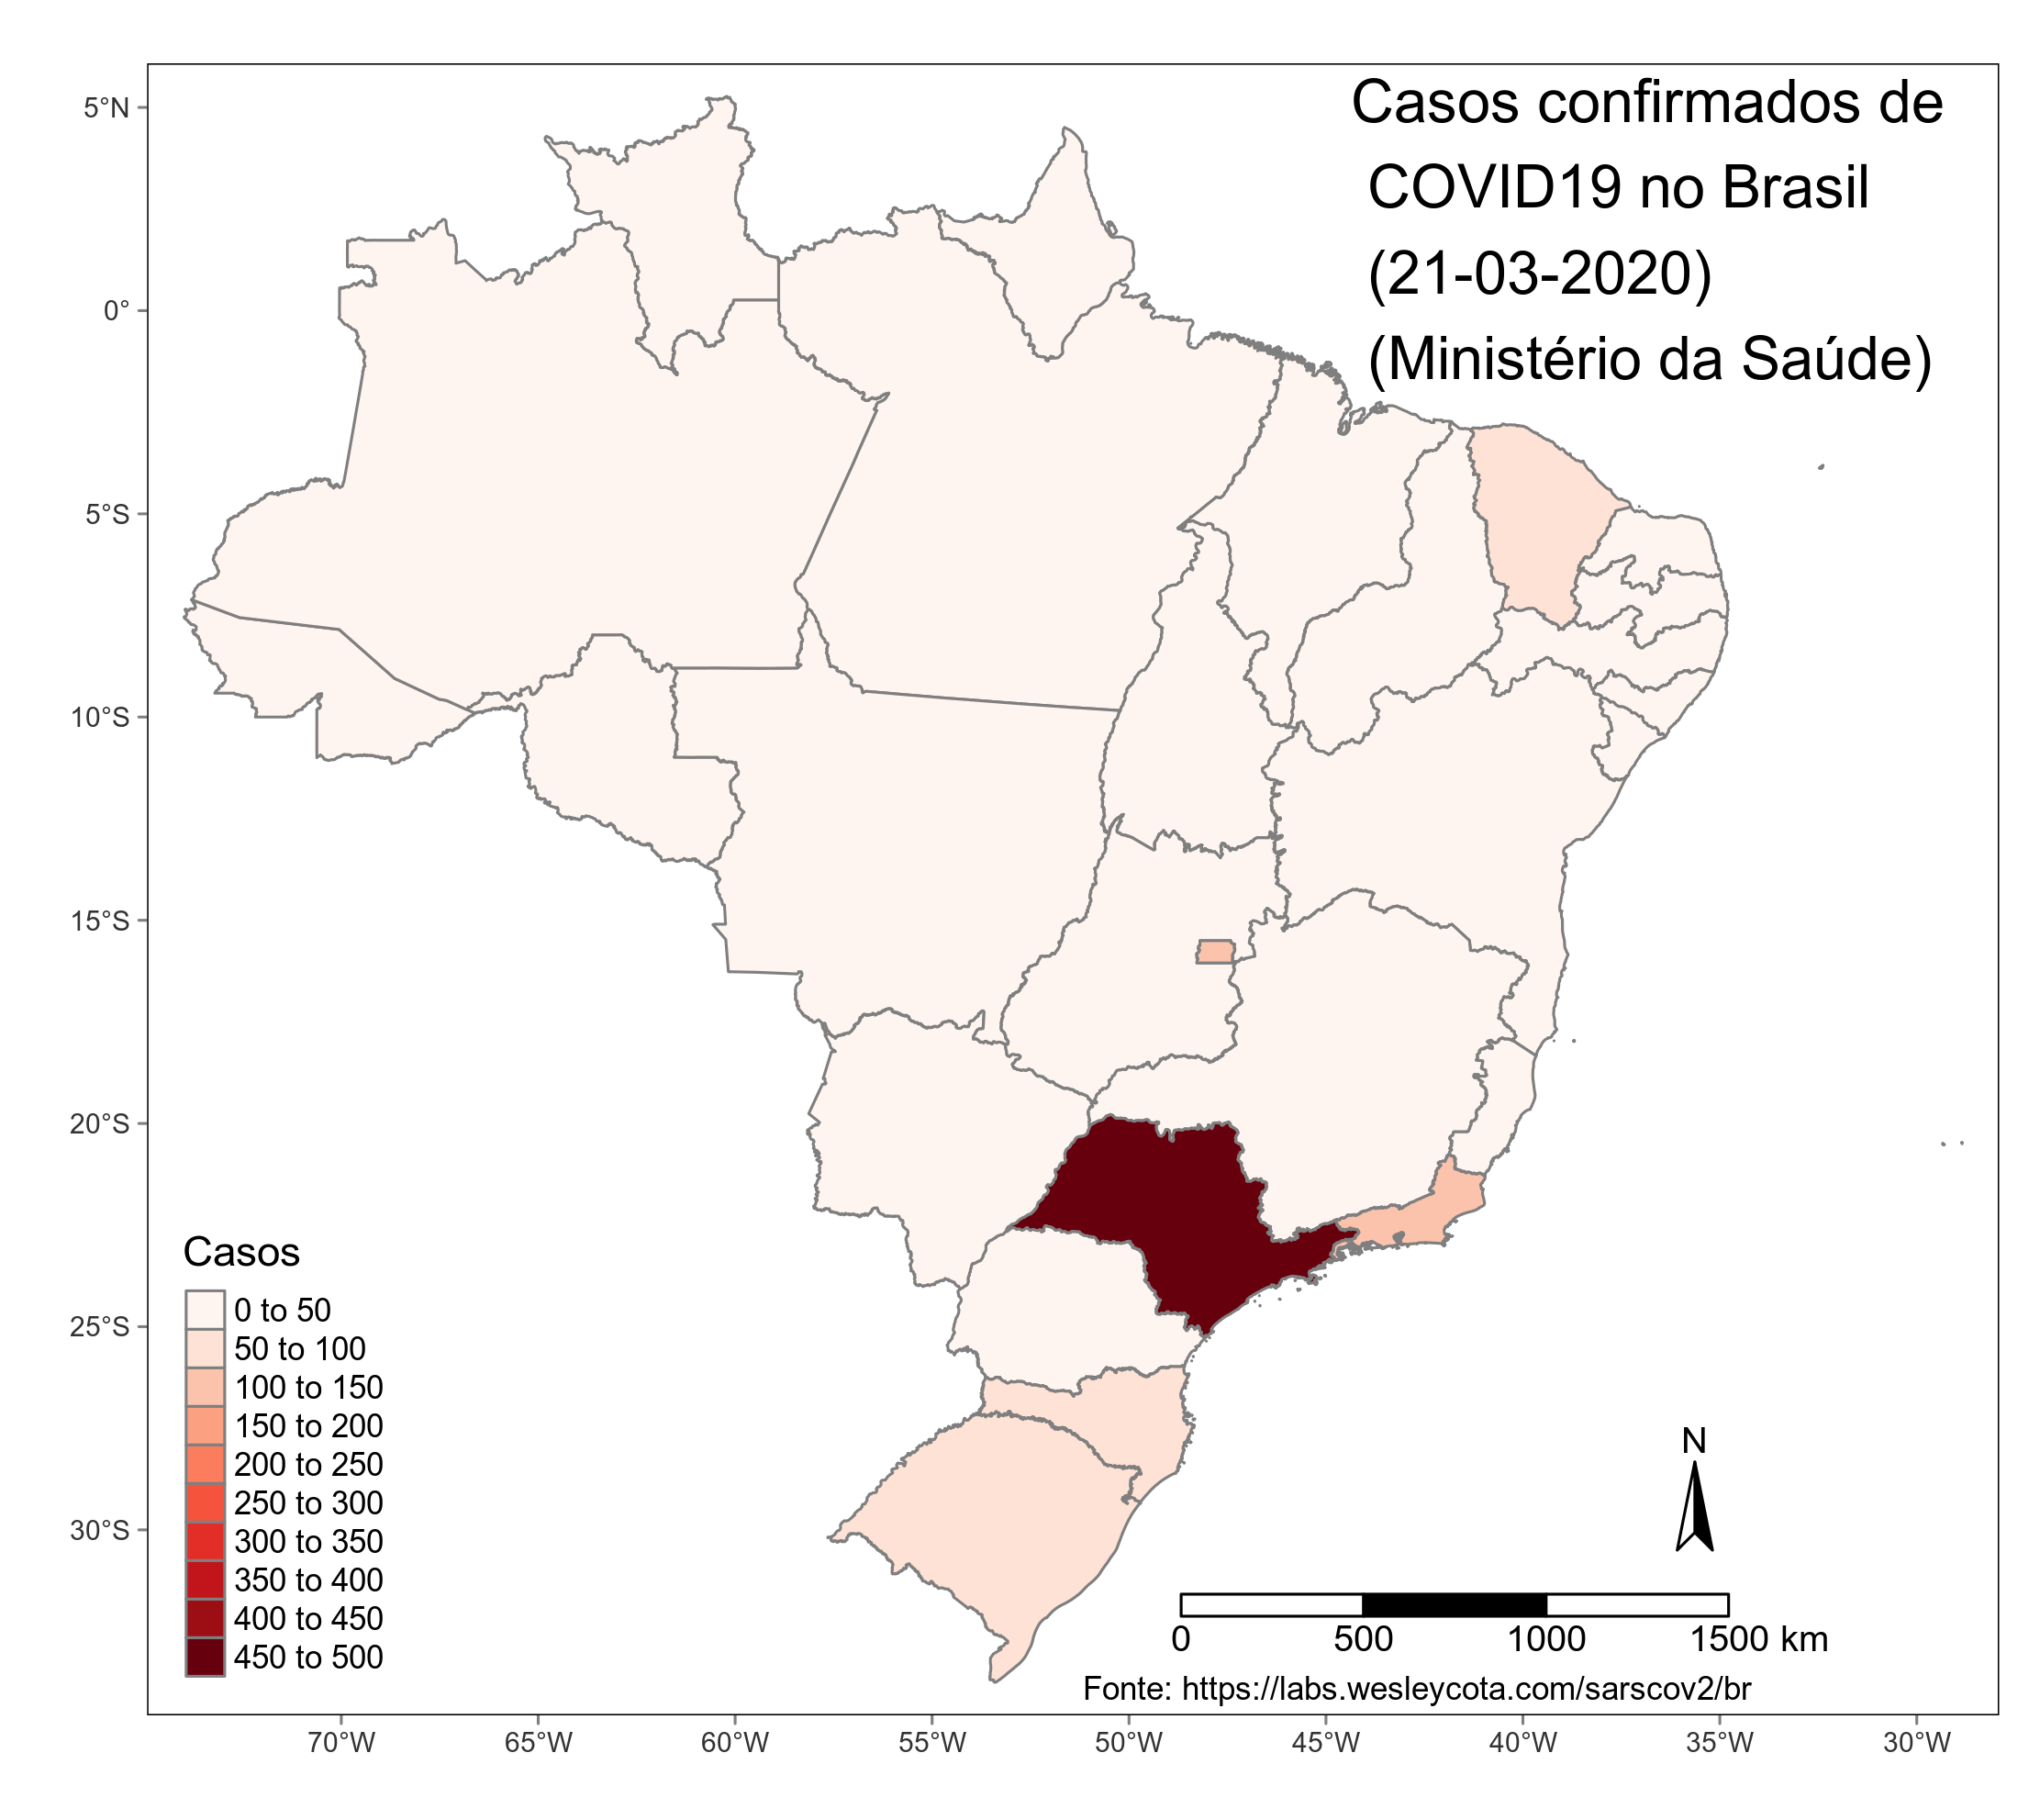 Casos confirmados de
COVID19 no Brasil
(21-03-2020)
(Ministério da Saúde)
5°N
0°
5°S
10°S
15°S
20°S
25°S
30°S
Casos
0 to 50
50 to 100
100 to 150
150 to 200
200 to 250
250 to 300
300 to 350
350 to 400
400 to 450
450 to 500
N
0 500 1000 1500 km
Fonte: https://labs.wesleycota.com/sarscov2/br
70°W 65°W 60°W 55°W 50°W 45°W 40°W 35°W 30°W